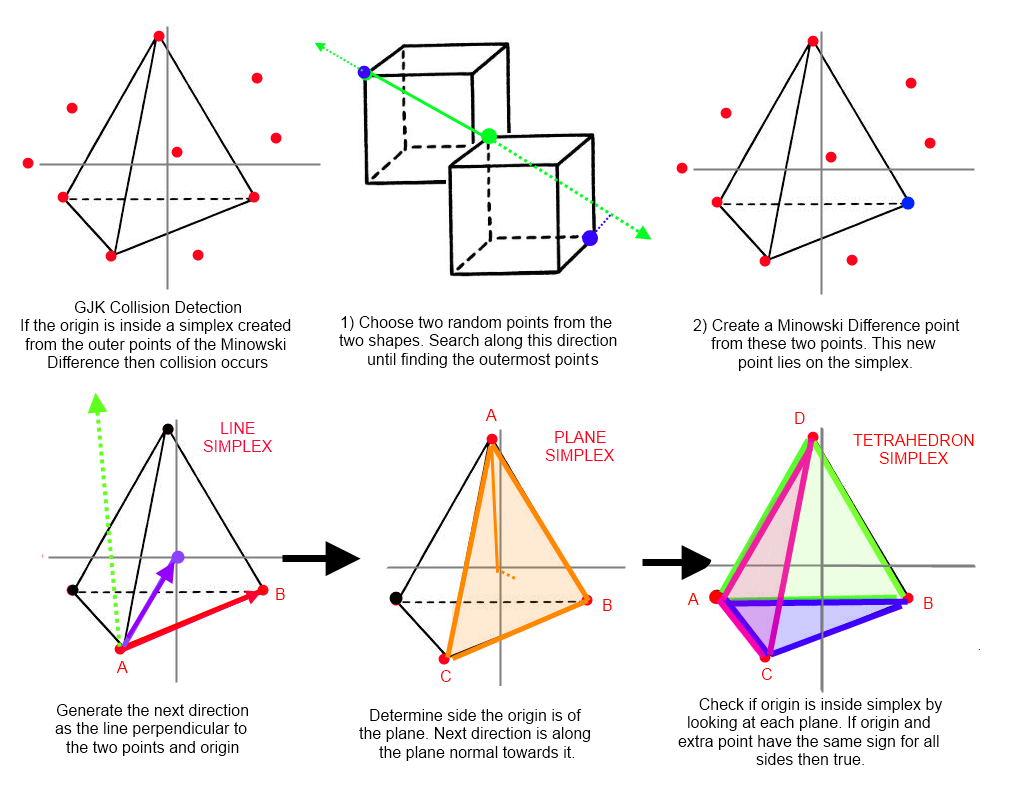 GJK Collision Detection
If the origin is inside a simplex created
from the outer points of the Minowski
Difference then collision occurs
1) Choose two random points from the
two shapes. Search along this direction
until finding the outermost points
2) Create a Minowski Difference point
from these two points. This new
point lies on the simplex.
LINE
SIMPLEX
B
A
Generate the next direction
as the line perpendicular to
the two points and origin
A
PLANE
SIMPLEX
B
C
Determine side the origin is of
the plane. Next direction is along
the plane normal towards it.
D
TETRAHEDRON
SIMPLEX
A
B
C
Check if origin is inside simplex by
looking at each plane. If origin and
extra point have the same sign for all
sides then true.